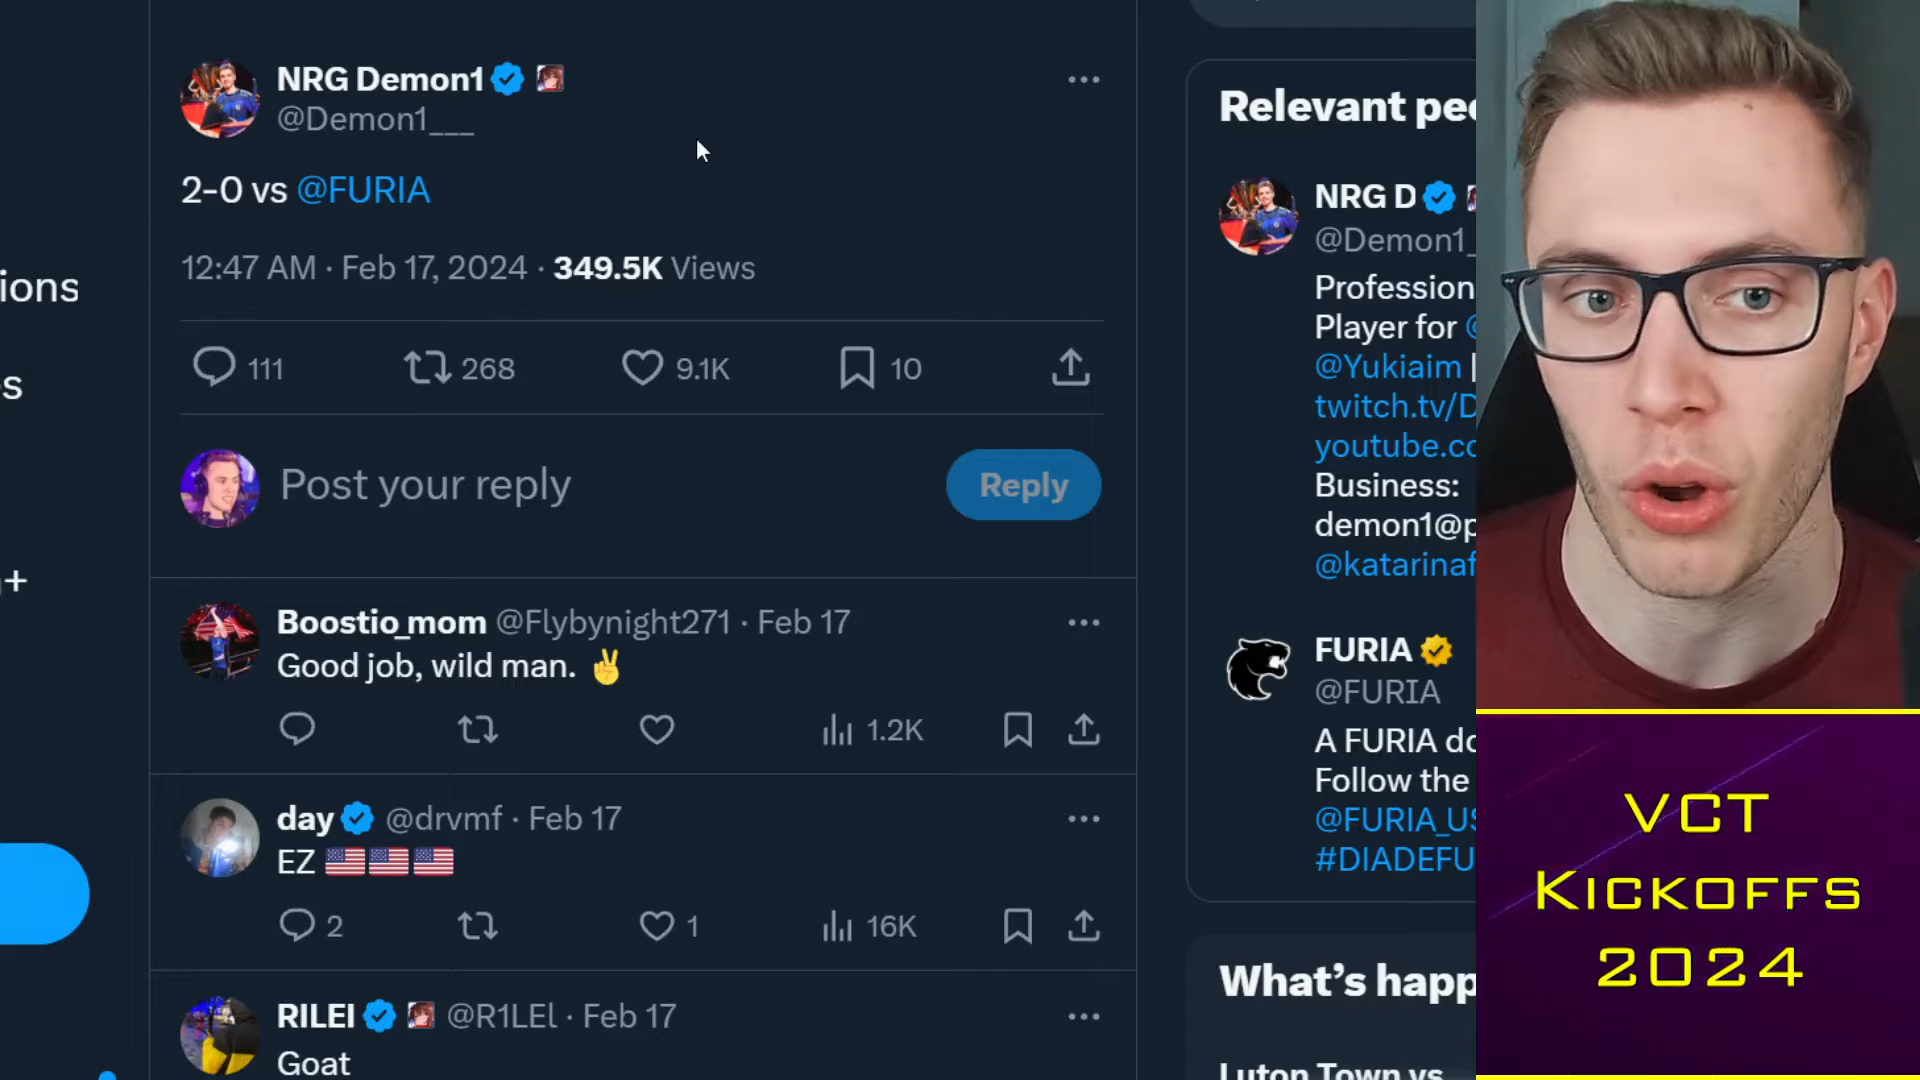 ions
s
+
NRG Demon1
@Demon1___
2-0 vs @FURIA
12:47 AM · Feb 17, 2024 · 349.5K Views
111 268 9.1K 10
Post your reply
Reply
Boostio_mom @Flybynight271 · Feb 17
Good job, wild man. ✌️
1.2K
day @drvmf · Feb 17
EZ 🇺🇸🇺🇸🇺🇸
2 1 16K
RILEI @R1LEl · Feb 17
Goat
Relevant peo
NRG D
@Demon1_
Profession
Player for @
@Yukiaim |
twitch.tv/D
youtube.co
Business:
demon1@p
@katarinaf
FURIA
@FURIA
A FURIA do
Follow the
@FURIA_US
#DIADEFU
What's happ
Luton Town vs
VCT
Kickoffs
2024